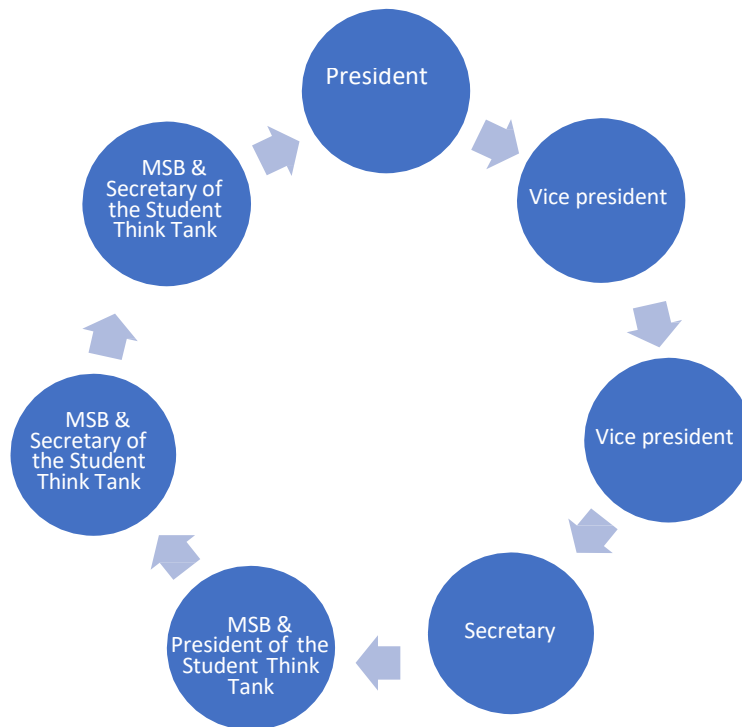 President
Vice president
Vice president
Secretary
MSB &
President of the
Student Think
Tank
MSB &
Secretary of
the Student
Think Tank
MSB &
Secretary of
the Student
Think Tank